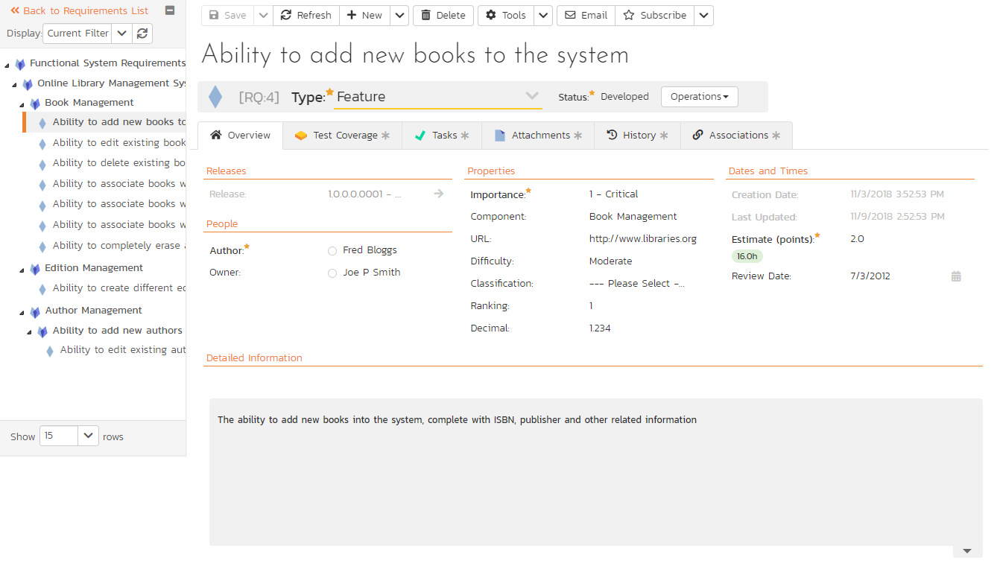 Back to Requirements List
Display: Current Filter
Functional System Requirements
Online Library Management Sy
Book Management
Ability to add new books to
Ability to edit existing book
Ability to delete existing bo
Ability to associate books w
Ability to associate books w
Ability to associate books w
Ability to completely erase
Edition Management
Ability to create different e
Author Management
Ability to add new authors
Ability to edit existing aut
Show 15 rows
Save Refresh New Delete Tools Email Subscribe
Ability to add new books to the system
[RQ:4] Type: Feature Status: Developed Operations
Overview Test Coverage Tasks Attachments History Associations
Releases
Release: 1.0.0.0.0001 - ...
People
Author: Fred Bloggs
Owner: Joe P Smith
Properties
Importance: 1 - Critical
Component: Book Management
URL: http://www.libraries.org
Difficulty: Moderate
Classification: --- Please Select -...
Ranking: 1
Decimal: 1.234
Dates and Times
Creation Date: 11/3/2018 3:52:53 PM
Last Updated: 11/9/2018 2:52:53 PM
Estimate (points): 2.0
16.0h
Review Date: 7/3/2012
Detailed Information
The ability to add new books into the system, complete with ISBN, publisher and other related information